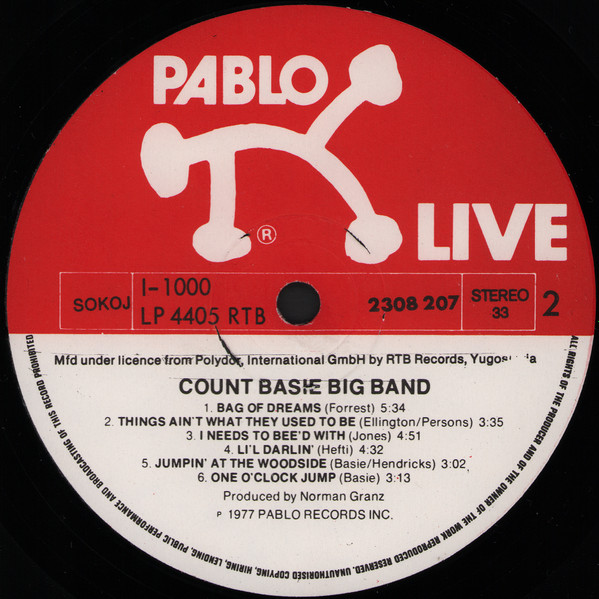 PABLO
LIVE
®
SOKOJ
I-1000
LP 4405 RTB
2308 207
STEREO
33
2
Mfd under licence from Polydor, International GmbH by RTB Records,
COUNT BASIE BIG BAND
1. BAG OF DREAMS (Forrest) 5:34
2. THINGS AIN'T WHAT THEY USED TO BE (Ellington/Persons) 3:35
3. I NEEDS TO BEE'D WITH (Jones) 4:51
4. LI'L DARLIN' (Hefti) 4:32
5. JUMPIN' AT THE WOODSIDE (Basie/Hendricks) 3:02
6. ONE O'CLOCK JUMP (Basie) 3:13
Produced by Norman Granz
℗ 1977 PABLO RECORDS INC.
ALL RIGHTS OF THE PRODUCER AND OF THE OWNER OF THE WORK REPRODUCED RESERVED. UNAUTHORISED COPYING, HIRING, LENDING, PUBLIC PERFORMANCE AND BROADCASTING OF THIS RECORD PROHIBITED